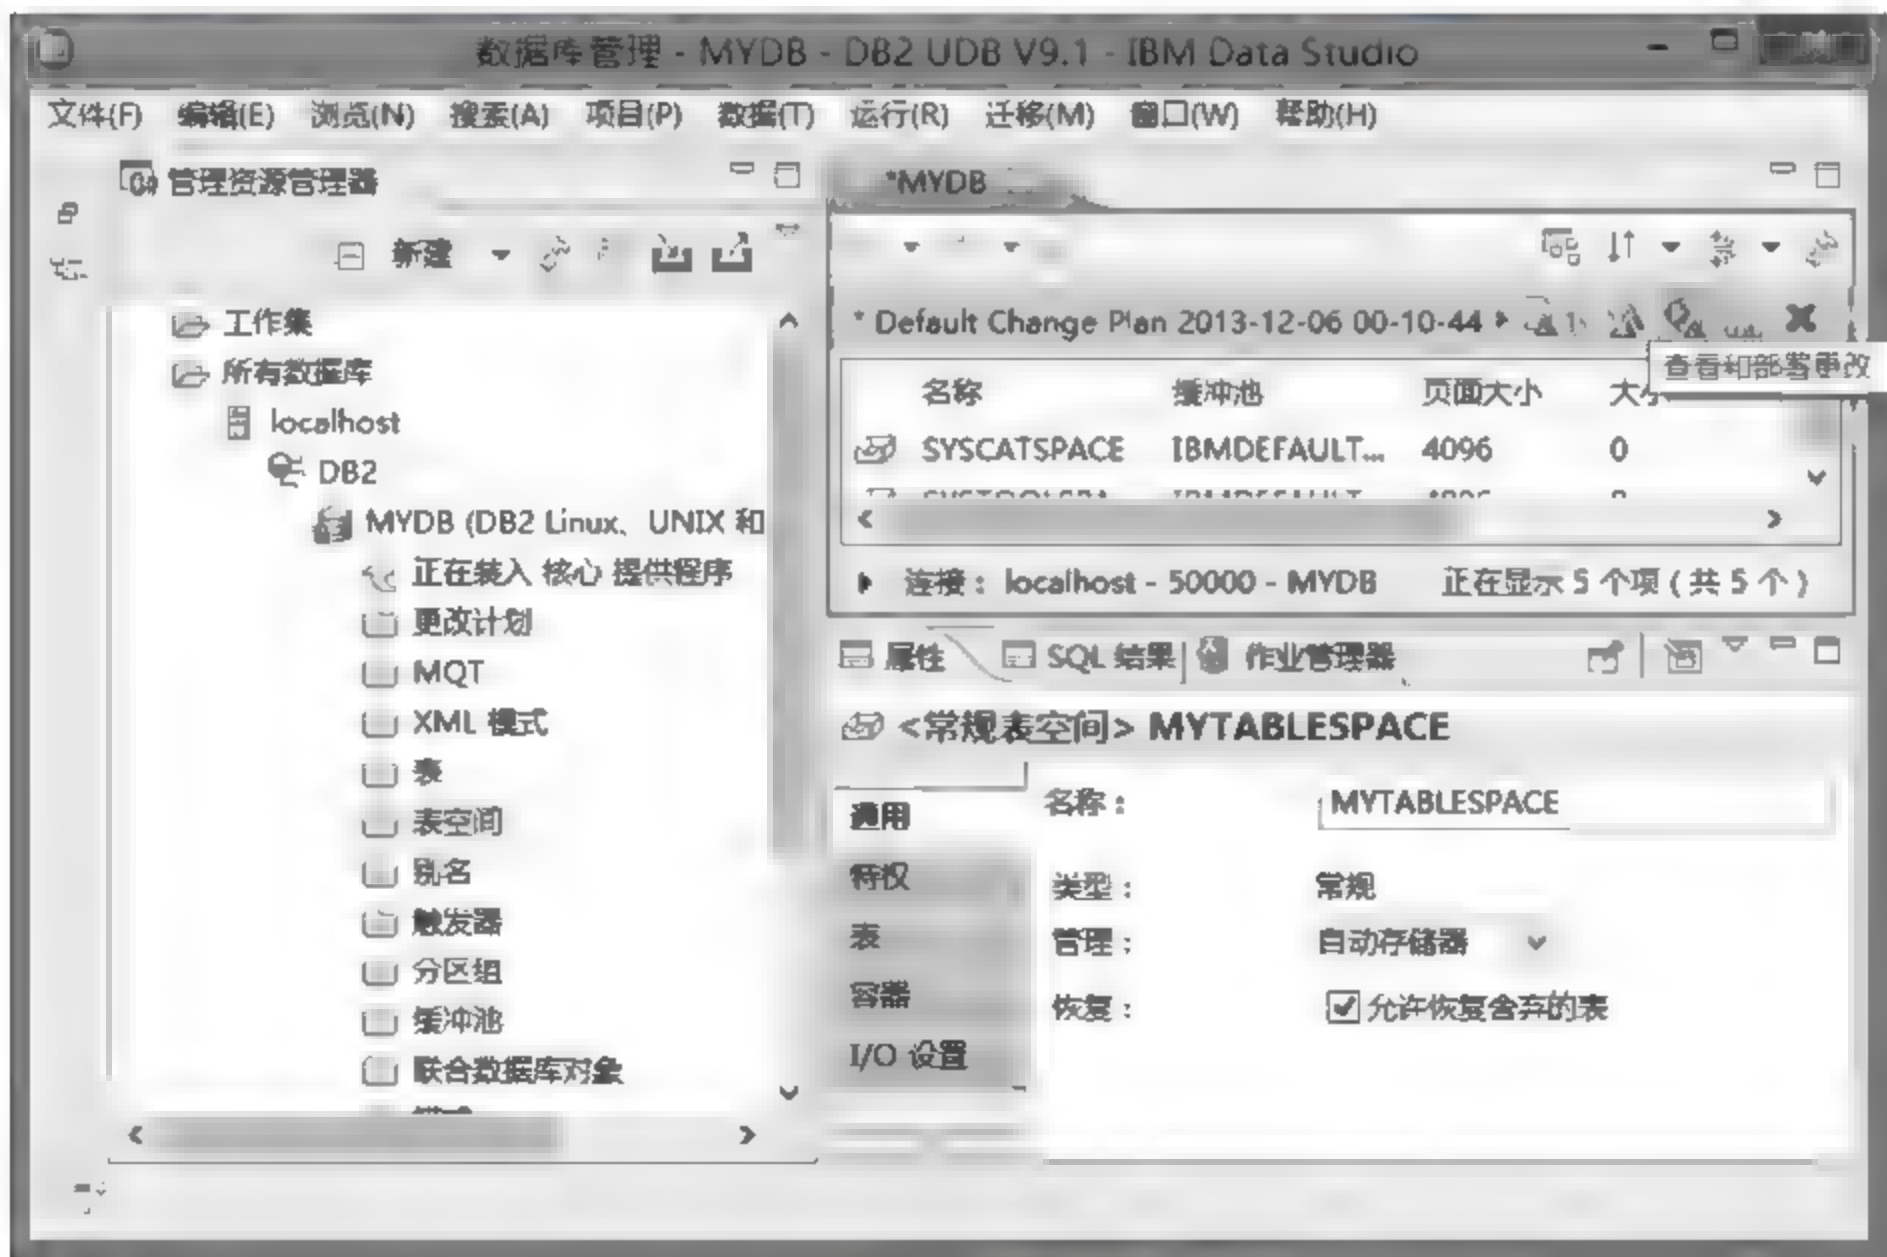 数据库管理 - MYDB - DB2 UDB V9.1 - IBM Data Studio
文件(F) 编辑(E) 浏览(N) 搜索(A) 项目(P) 数据(T) 运行(R) 迁移(M) 窗口(W) 帮助(H)
管理资源管理器
新建
工作集
所有数据库
localhost
DB2
MYDB (DB2 Linux、UNIX 和
正在装入 核心 提供程序
更改计划
MQT
XML 模式
表
表空间
别名
触发器
分区组
缓冲池
联合数据库对象
*MYDB
* Default Change Plan 2013-12-06 00-10-44
查看和部署更改
名称 缓冲池 页面大小 大小
SYSCATSPACE IBMDEFAULT... 4096 0
连接： localhost - 50000 - MYDB 正在显示 5 个项 ( 共 5 个 )
属性 SQL 结果 作业管理器
<常规表空间> MYTABLESPACE
通用
特权
表
容器
I/O 设置
名称： MYTABLESPACE
类型： 常规
管理： 自动存储器
恢复： 允许恢复舍弃的表